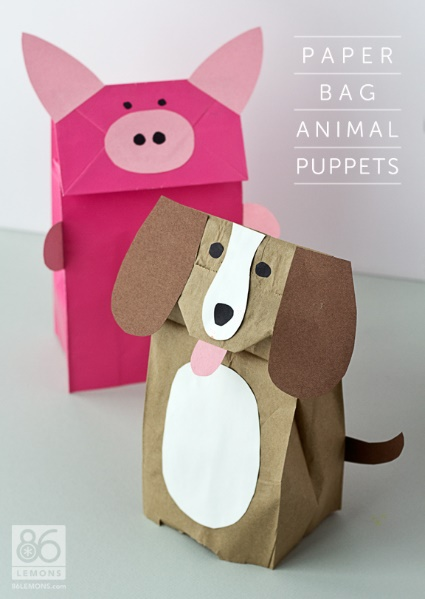 PAPER
BAG
ANIMAL
PUPPETS
86
LEMONS
86LEMONS.com